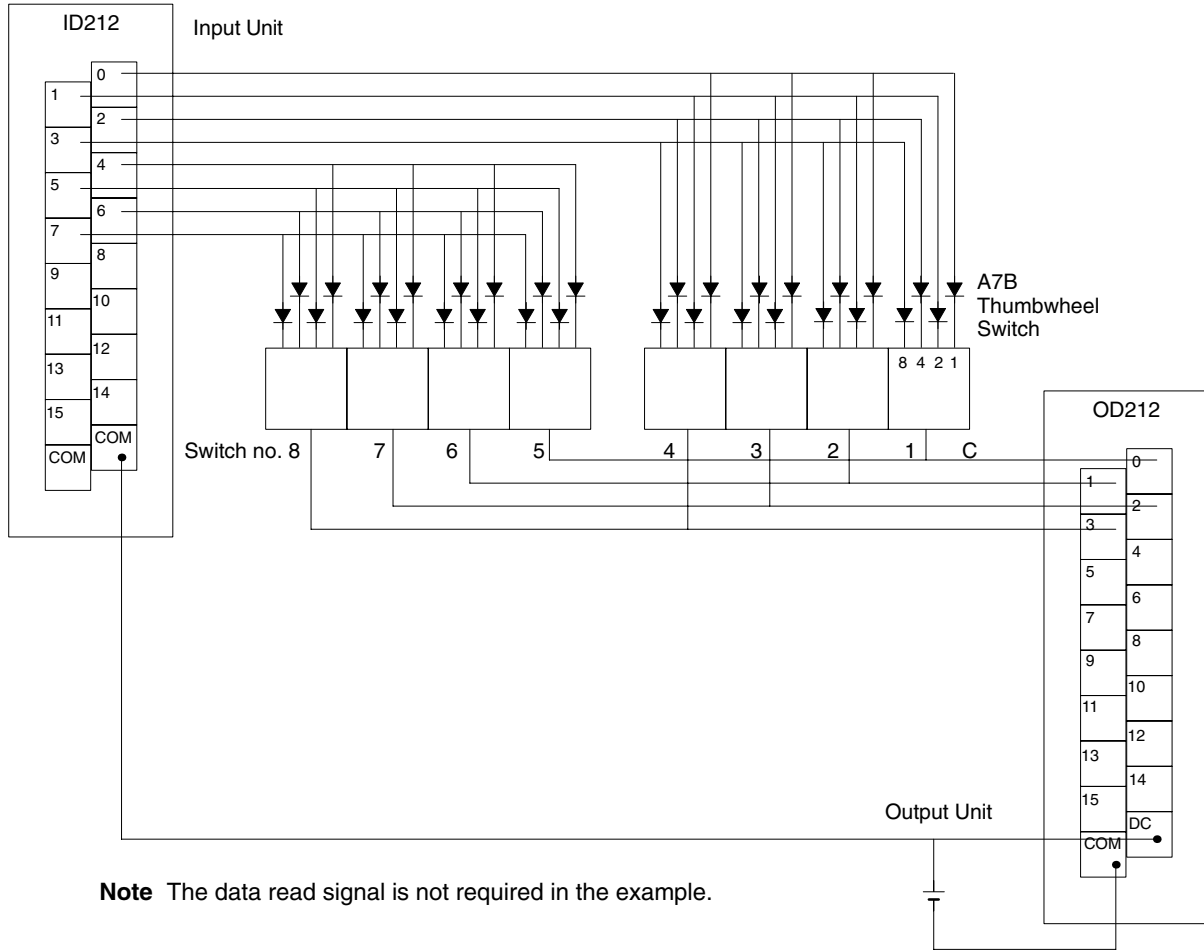 ID212
Input Unit
0
1
2
3
4
5
6
7
8
9
10
11
12
13
14
15
COM
COM
A7B
Thumbwheel
Switch
8 4 2 1
Switch no. 8 7 6 5 4 3 2 1 C
OD212
0
1
2
3
4
5
6
7
8
9
10
11
12
13
14
15
DC
COM
Output Unit
Note The data read signal is not required in the example.